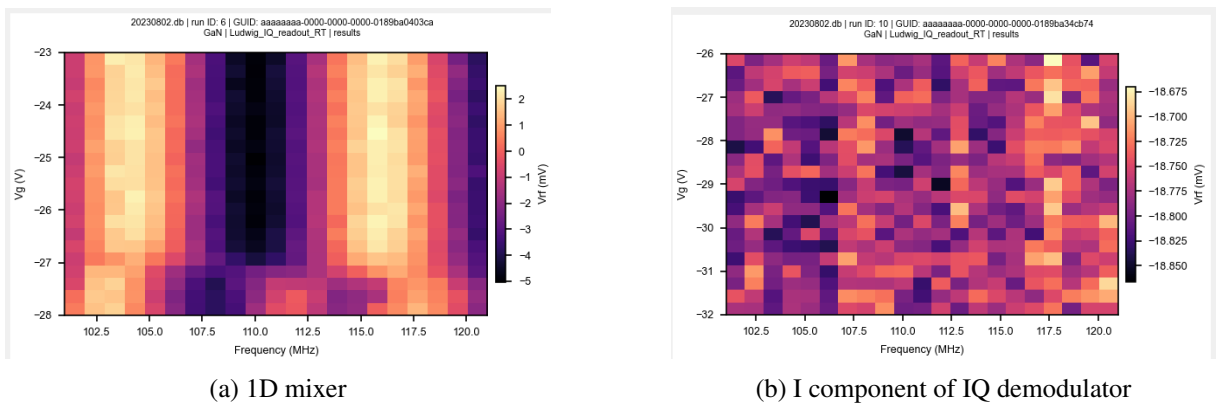 20230802.db | run ID: 6 | GUID: aaaaaaaa-0000-0000-0000-0189ba0403ca
GaN | Ludwig_IQ_readout_RT | results
−23
−24
−25
−26
−27
−28
Vg (V)
102.5 105.0 107.5 110.0 112.5 115.0 117.5 120.0
Frequency (MHz)
2
1
0
−1
−2
−3
−4
−5
Vrf (mV)
(a) 1D mixer
20230802.db | run ID: 10 | GUID: aaaaaaaa-0000-0000-0000-0189ba34cb74
GaN | Ludwig_IQ_readout_RT | results
−26
−27
−28
−29
−30
−31
−32
Vg (V)
102.5 105.0 107.5 110.0 112.5 115.0 117.5 120.0
Frequency (MHz)
−18.675
−18.700
−18.725
−18.750
−18.775
−18.800
−18.825
−18.850
Vrf (mV)
(b) I component of IQ demodulator